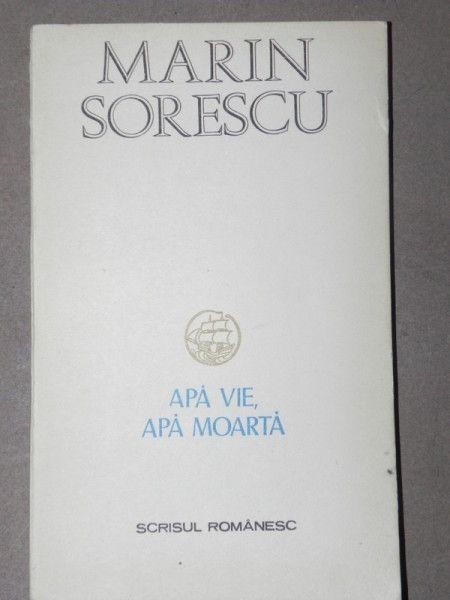 MARIN
SORESCU
APĂ VIE,
APĂ MOARTĂ
SCRISUL ROMÂNESC